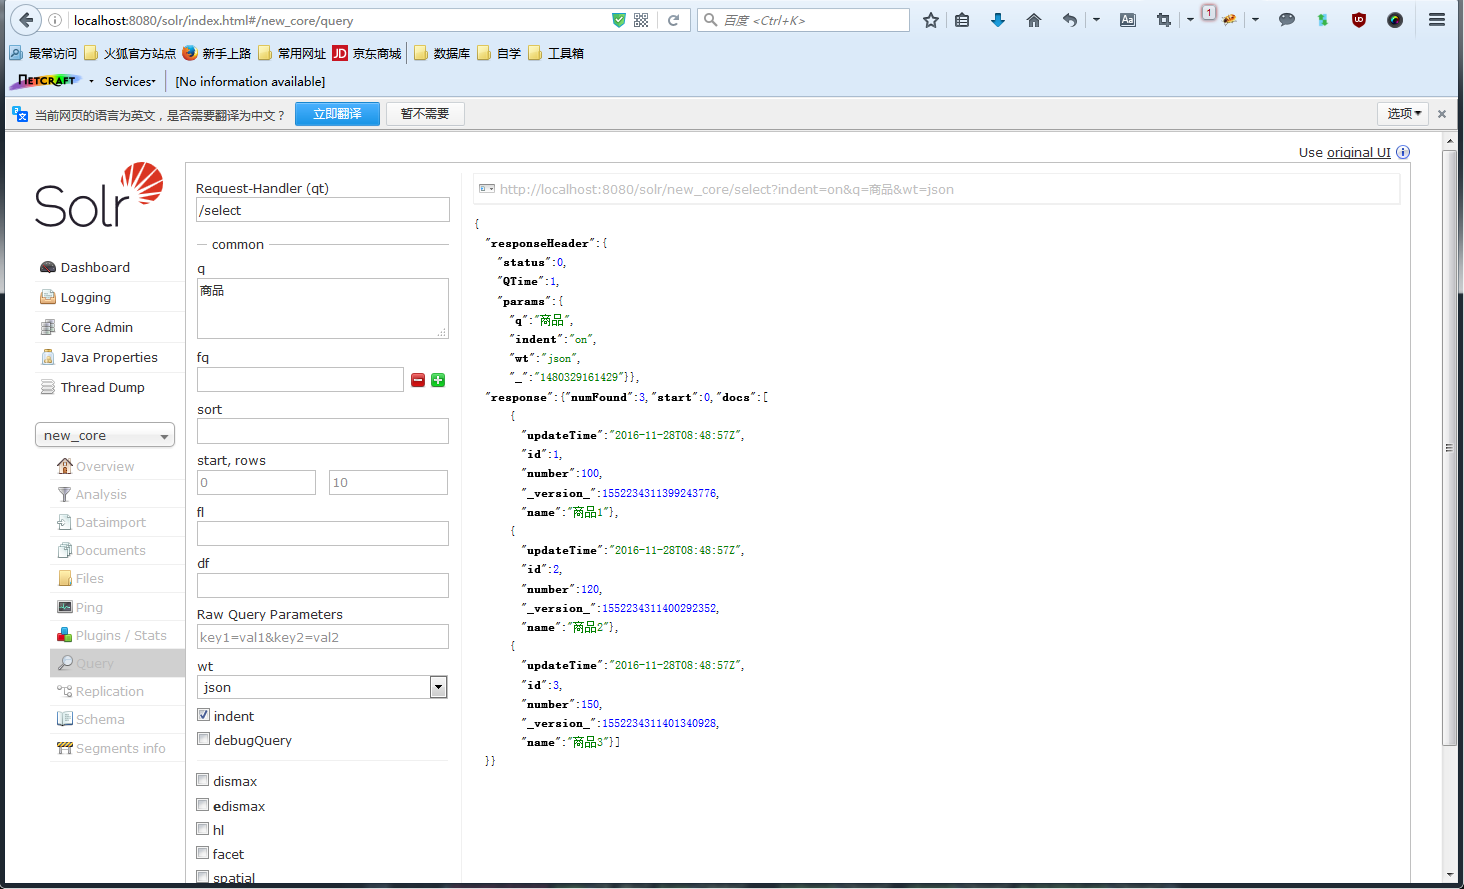 localhost:8080/solr/index.html#/new_core/query
百度 <Ctrl+K>
1
最常访问 火狐官方站点 新手上路 常用网址 JD 京东商城 数据库 自学 工具箱
NETCRAFT Services [No information available]
当前网页的语言为英文，是否需要翻译为中文？ 立即翻译 暂不需要 选项
Use original UI
Solr
Dashboard
Logging
Core Admin
Java Properties
Thread Dump
new_core
Overview
Analysis
Dataimport
Documents
Files
Ping
Plugins / Stats
Query
Replication
Schema
Segments info
Request-Handler (qt)
/select
common
q
商品
fq
sort
start, rows
0 10
fl
df
Raw Query Parameters
key1=val1&key2=val2
wt
json
indent
debugQuery
dismax
edismax
hl
facet
spatial
http://localhost:8080/solr/new_core/select?indent=on&q=商品&wt=json
{
"responseHeader":{
"status":0,
"QTime":1,
"params":{
"q":"商品",
"indent":"on",
"wt":"json",
"_":"1480329161429"}},
"response":{"numFound":3,"start":0,"docs":[
{
"updateTime":"2016-11-28T08:48:57Z",
"id":1,
"number":100,
"_version_":1552234311399243776,
"name":"商品1"},
{
"updateTime":"2016-11-28T08:48:57Z",
"id":2,
"number":120,
"_version_":1552234311400292352,
"name":"商品2"},
{
"updateTime":"2016-11-28T08:48:57Z",
"id":3,
"number":150,
"_version_":1552234311401340928,
"name":"商品3"}]
}}